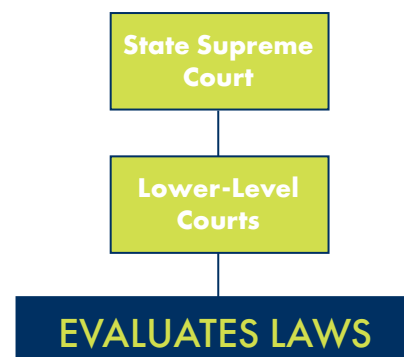 State Supreme
Court
Lower-Level
Courts
EVALUATES LAWS